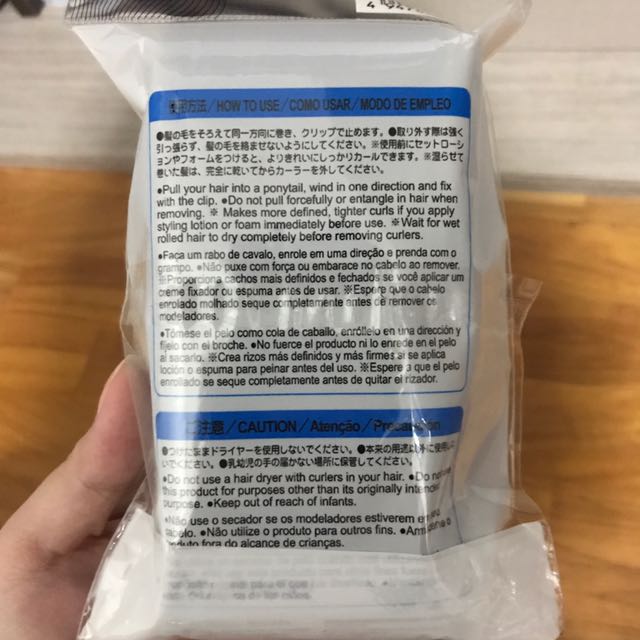 使用方法/HOW TO USE/COMO USAR/MODO DE EMPLEO
●髪の毛をそろえて同一方向に巻き、クリップで止めます。●取り外す際は強く
引っ張らず、髪の毛を絡ませないようにしてください。※使用前にセットローショ
ンやフォームをつけると、よりきれいにしっかりカールできます。※湿らせて
巻いた髪は、完全に乾いてからカーラーを外してください。
●Pull your hair into a ponytail, wind in one direction and fix
with the clip. ●Do not pull forcefully or entangle in hair when
removing. ※ Makes more defined, tighter curls if you apply
styling lotion or foam immediately before use. ※Wait for wet
rolled hair to dry completely before removing curlers.
●Faça um rabo de cavalo, enrole em uma direção e prenda com o
grampo. ●Não puxe com força ou embarace no cabelo ao remover.
※Proporciona cachos mais definidos e fechados se você aplicar um
creme fixador ou espuma antes de usar. ※Espere que o cabelo
enrolado molhado seque completamente antes de remover os
modeladores.
●Tómese el pelo como cola de caballo, enróllelo en una dirección y
fíjelo con el broche. ●No fuerce el producto ni lo enrede en el pelo
al sacarlo. ※Crea rizos más definidos y más firmes si se aplica
loción o espuma para peinar antes del uso. ※Espere a que el pelo
enrollado se seque completamente antes de quitar el rizador.
ご注意/CAUTION/Atenção/Precaución
●つけたままドライヤーを使用しないでください。●本来の用途以外に使用しな
いでください。●乳幼児の手の届かない場所に保管してください。
●Do not use a hair dryer with curlers in your hair. ●Do not use
this product for purposes other than its originally intended
purpose. ●Keep out of reach of infants.
●Não use o secador se os modeladores estiverem em
cabelo. ●Não utilize o produto para outros fins. o
produto fora do alcance de crianças.